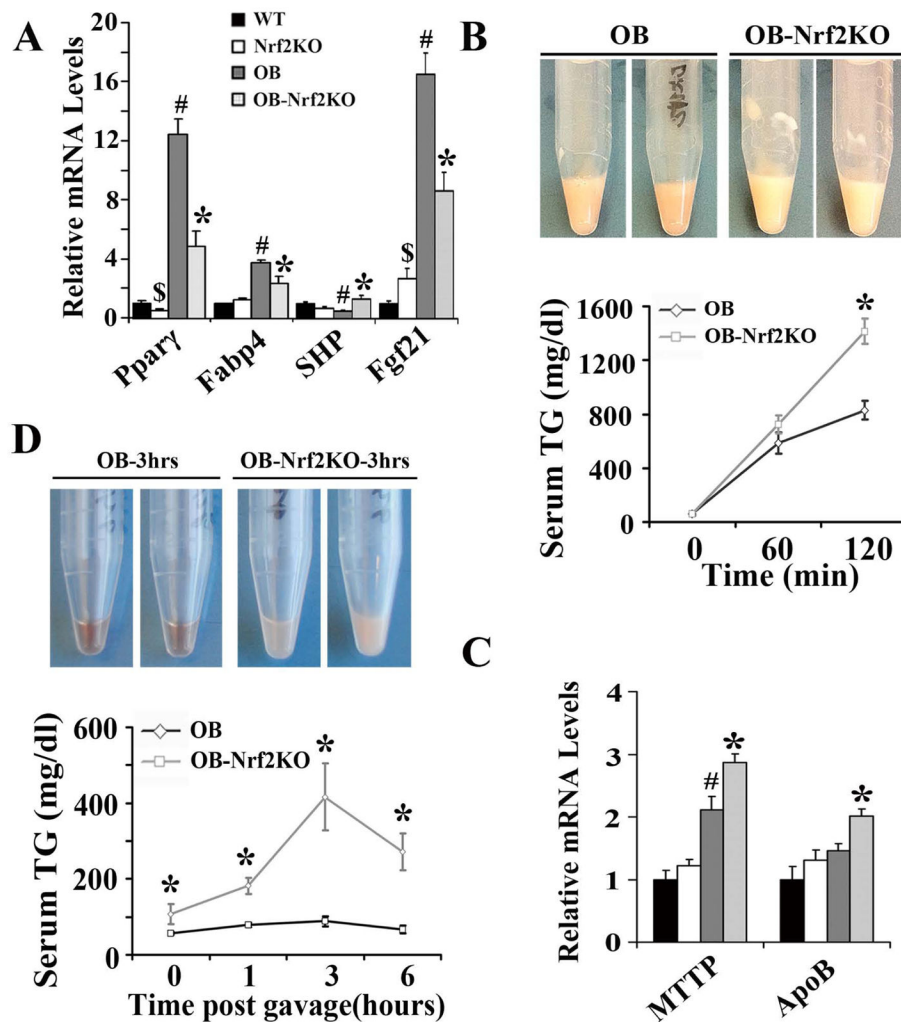 A
Relative mRNA Levels
20
16
12
8
4
0
WT
Nrf2KO
OB
OB-Nrf2KO
$
#
*
#
*
#
*
$
#
*
Pparγ
Fabp4
SHP
Fgf21
B
OB
OB-Nrf2KO
Serum TG (mg/dl)
1600
1200
800
400
0
OB
OB-Nrf2KO
*
0 60 120
Time (min)
D
OB-3hrs
OB-Nrf2KO-3hrs
Serum TG (mg/dl)
600
400
200
0
OB
OB-Nrf2KO
*
*
*
*
0 1 3 6
Time post gavage(hours)
C
Relative mRNA Levels
4
3
2
1
0
#
*
*
MTTP
ApoB